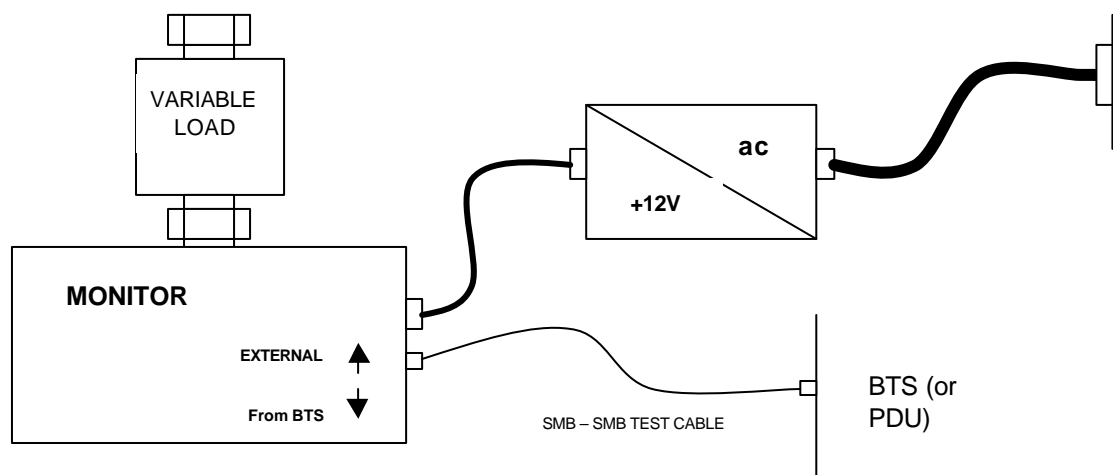 VARIABLE
LOAD
ac
+12V
MONITOR
EXTERNAL
From BTS
SMB – SMB TEST CABLE
BTS (or
PDU)